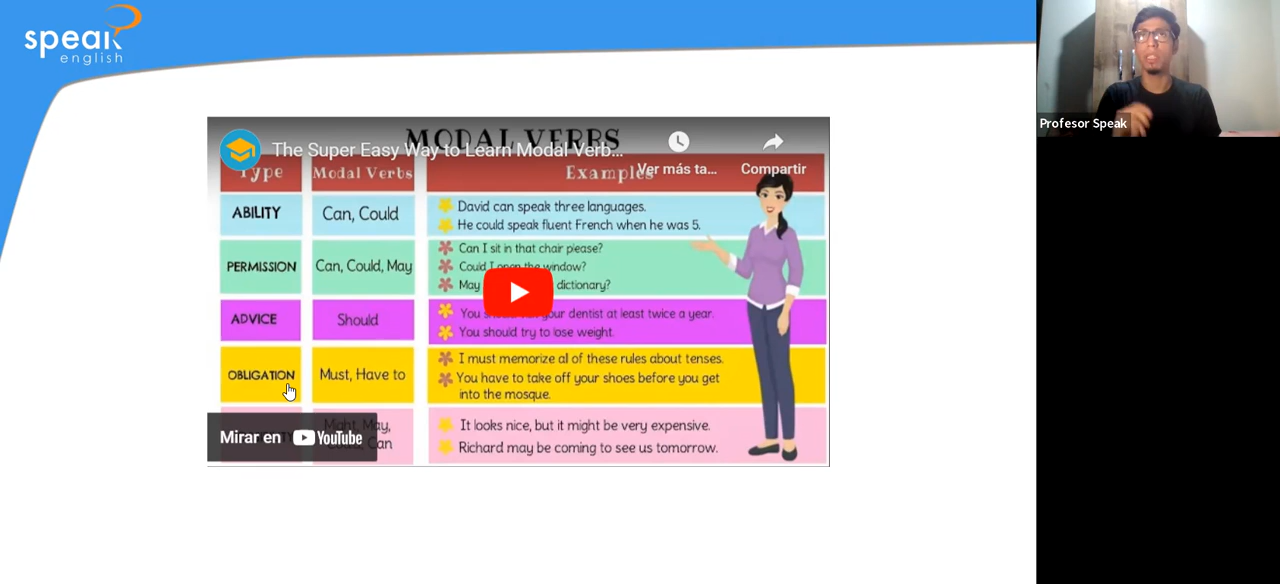 speak
english
MODAL VERBS
The Super Easy Way to Learn Modal Verb...
Ver más ta...
Compartir
Type
Modal Verbs
Examples
ABILITY
Can, Could
David can speak three languages.
He could speak fluent French when he was 5.
PERMISSION
Can, Could, May
Can I sit in that chair please?
Could I open the window?
May dictionary?
ADVICE
Should
You your dentist at least twice a year.
You should try to lose weight.
OBLIGATION
Must, Have to
I must memorize al of these rules about tenses.
You have to take off your shoes before you get
into the mosque.
Might, May,
Can
It looks nice, but it might be very expensive.
Richard may be coming to see us tomorrow.
Mirar en YouTube
Profesor Speak